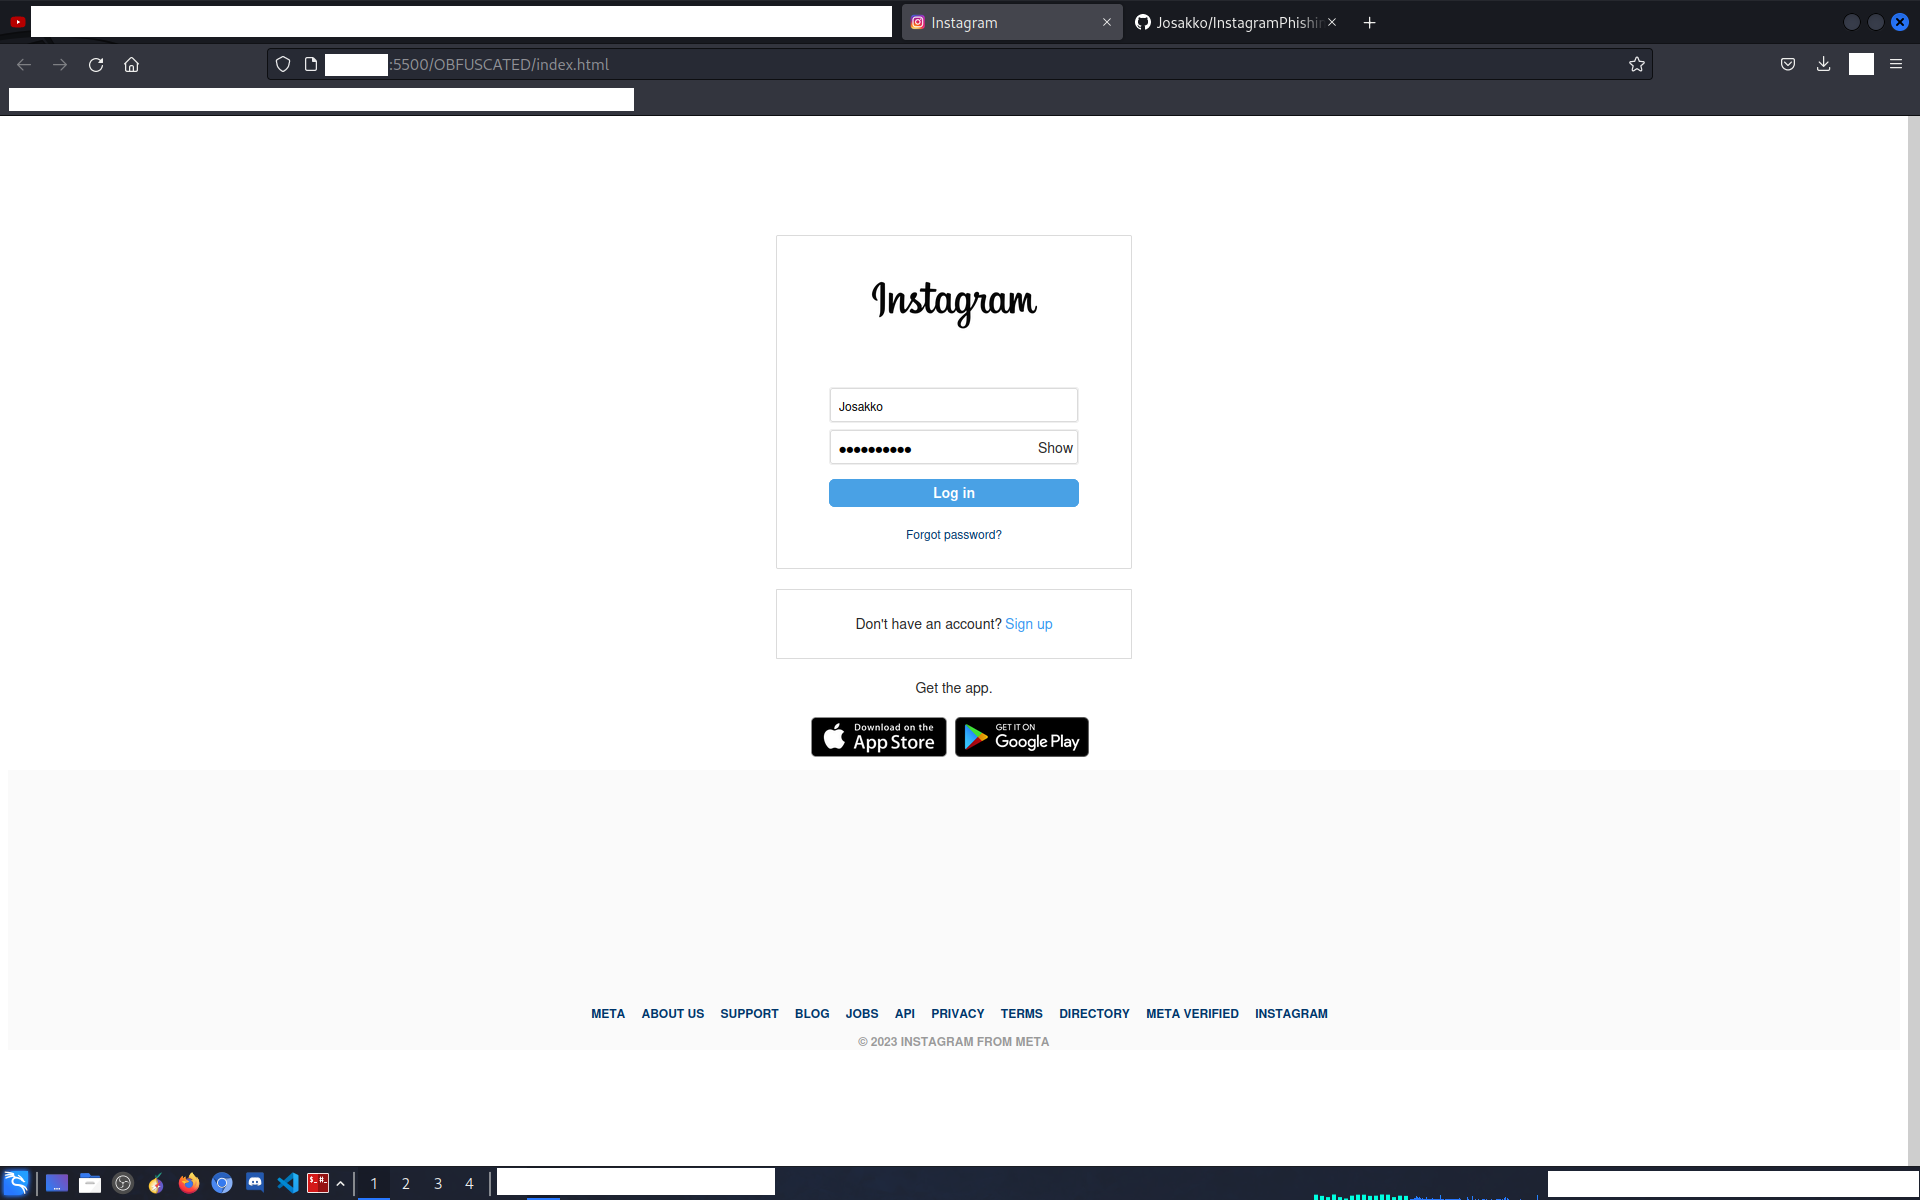 Instagram
Josakko/InstagramPhishin
:5500/OBFUSCATED/index.html
Instagram
Josakko
Show
Log in
Forgot password?
Don't have an account? Sign up
Get the app.
Download on the
App Store
GET IT ON
Google Play
META ABOUT US SUPPORT BLOG JOBS API PRIVACY TERMS DIRECTORY META VERIFIED INSTAGRAM
© 2023 INSTAGRAM FROM META
1 2 3 4